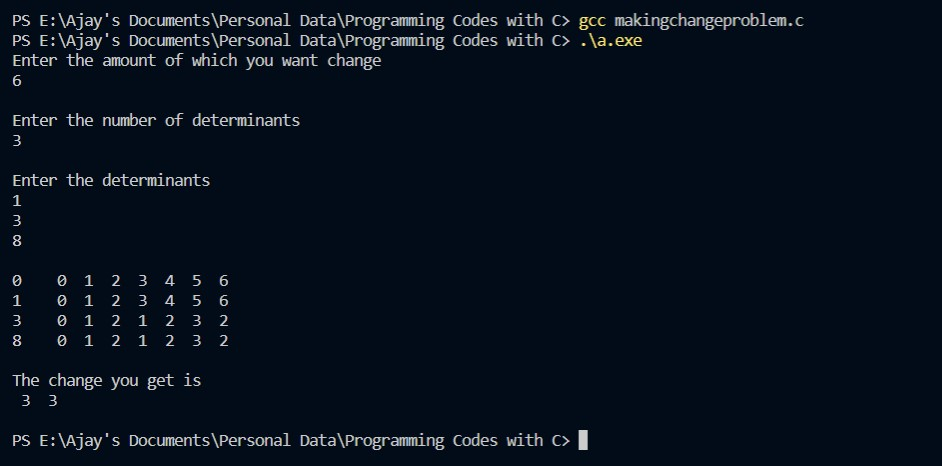 PS E:\Ajay's Documents\Personal Data\Programming Codes with C> gcc makingchangeproblem.c
PS E:\Ajay's Documents\Personal Data\Programming Codes with C> .\a.exe
Enter the amount of which you want change
6
Enter the number of determinants
3
Enter the determinants
1
3
8
0    0  1  2  3  4  5  6
1    0  1  2  3  4  5  6
3    0  1  2  1  2  3  2
8    0  1  2  1  2  3  2
The change you get is
 3  3
PS E:\Ajay's Documents\Personal Data\Programming Codes with C>